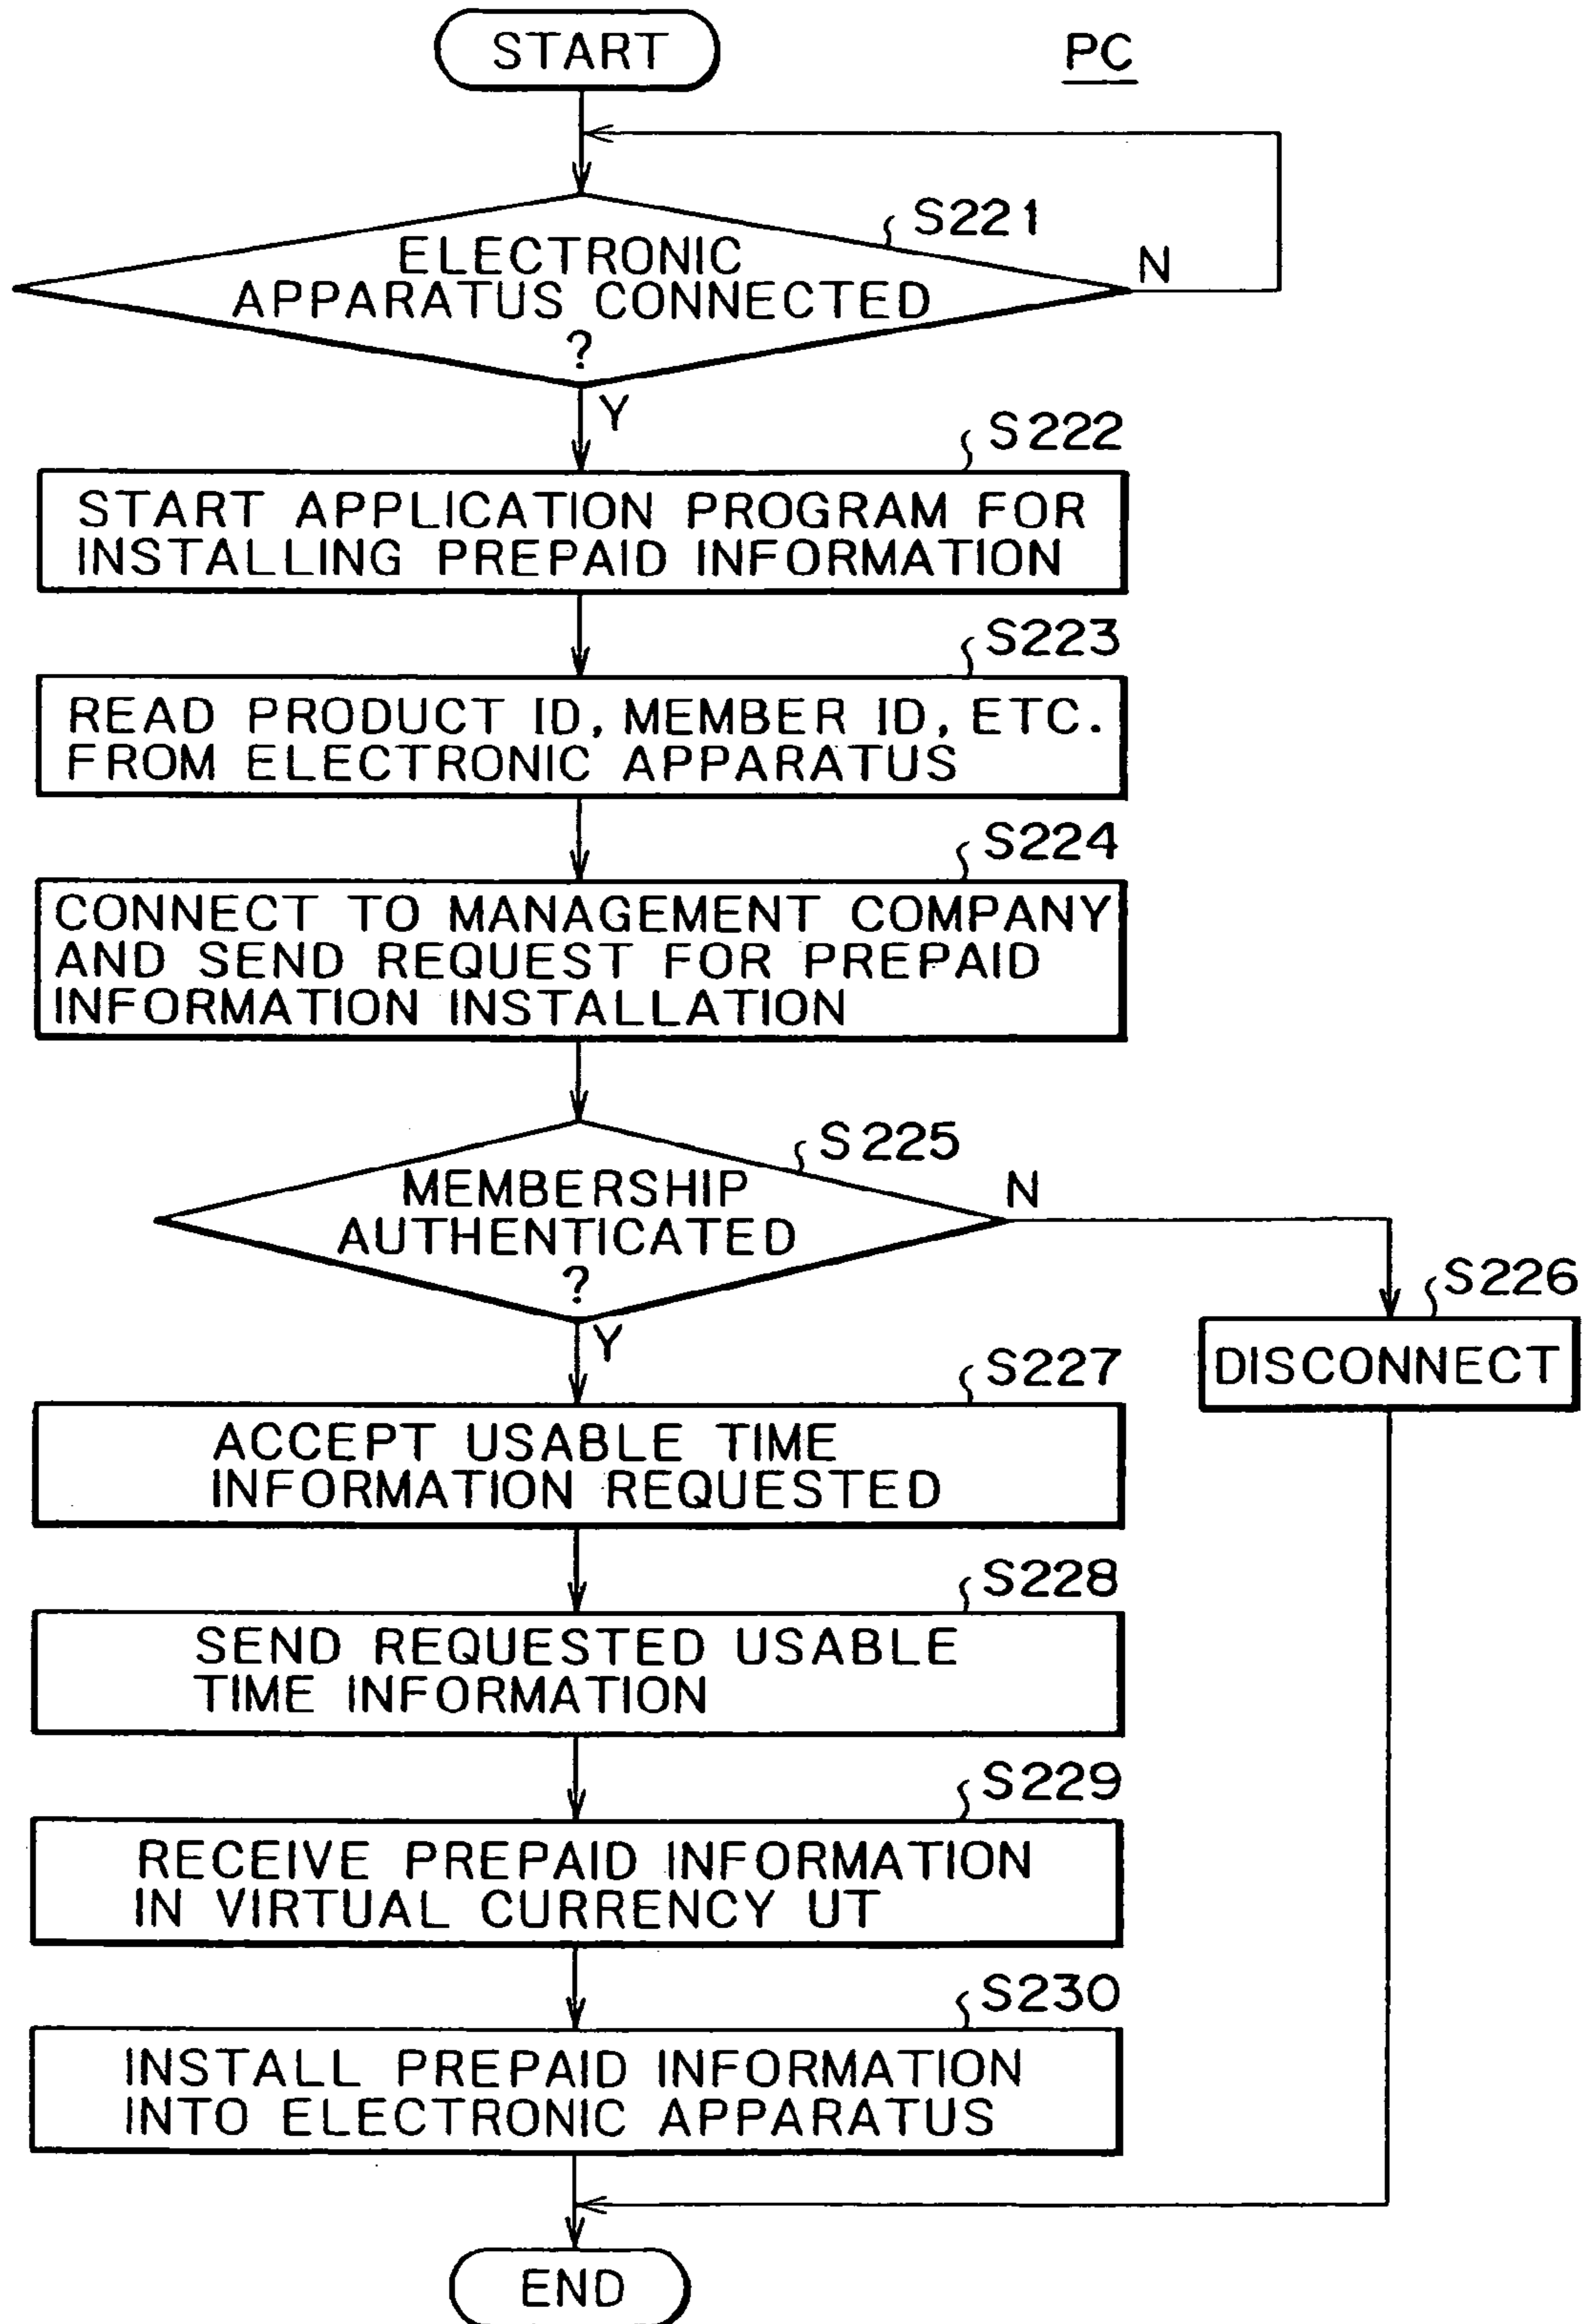 START
PC
S221
ELECTRONIC
APPARATUS CONNECTED
?
N
Y
S222
START APPLICATION PROGRAM FOR
INSTALLING PREPAID INFORMATION
S223
READ PRODUCT ID, MEMBER ID, ETC.
FROM ELECTRONIC APPARATUS
S224
CONNECT TO MANAGEMENT COMPANY
AND SEND REQUEST FOR PREPAID
INFORMATION INSTALLATION
S225
MEMBERSHIP
AUTHENTICATED
?
N
Y
S226
DISCONNECT
S227
ACCEPT USABLE TIME
INFORMATION REQUESTED
S228
SEND REQUESTED USABLE
TIME INFORMATION
S229
RECEIVE PREPAID INFORMATION
IN VIRTUAL CURRENCY UT
S230
INSTALL PREPAID INFORMATION
INTO ELECTRONIC APPARATUS
END